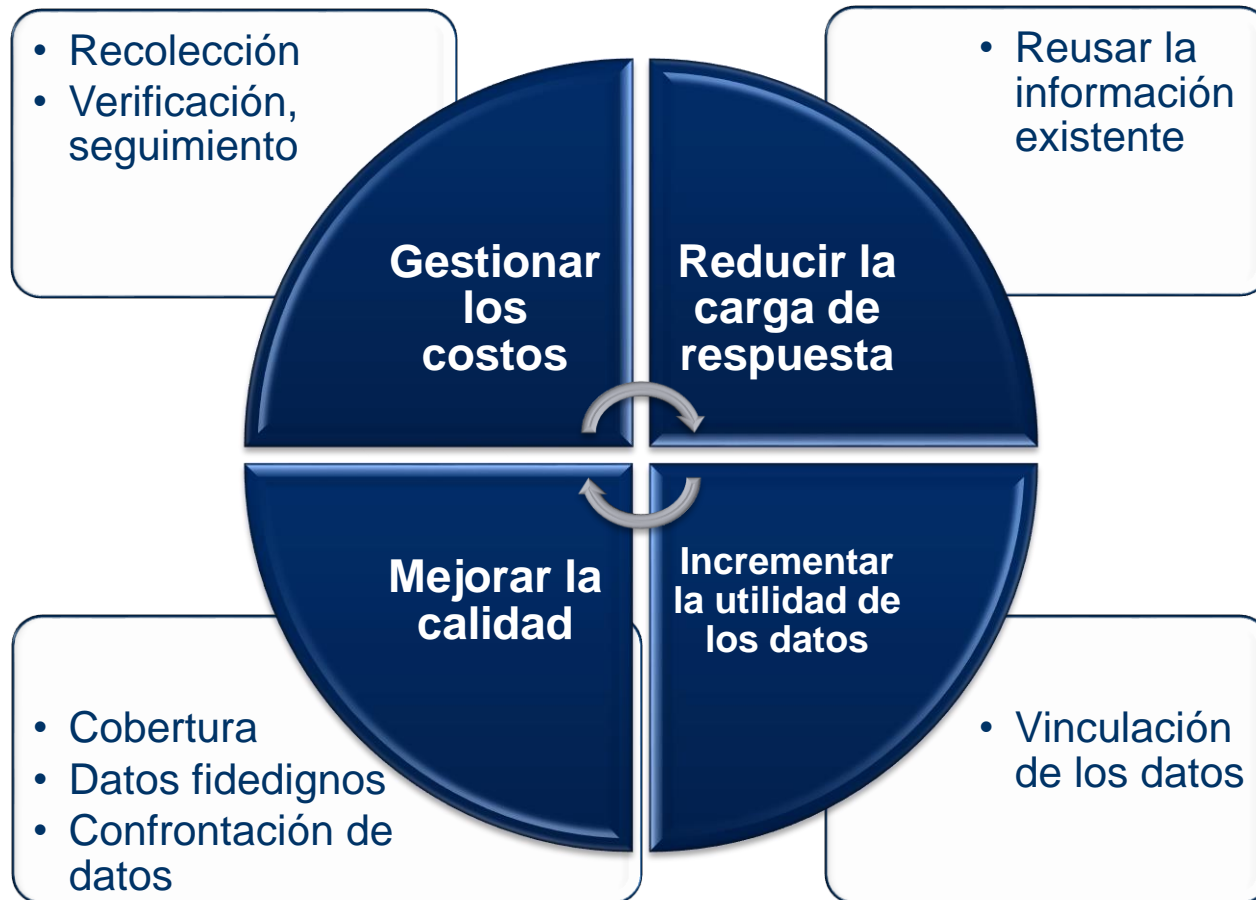 • Recolección
• Verificación,
seguimiento
• Reusar la
información
existente
Gestionar
los
costos
Reducir la
carga de
respuesta
Mejorar la
calidad
Incrementar
la utilidad de
los datos
• Cobertura
• Datos fidedignos
• Confrontación de
datos
• Vinculación
de los datos